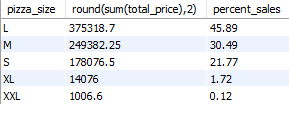 pizza_size round(sum(total_price),2) percent_sales
L 375318.7 45.89
M 249382.25 30.49
S 178076.5 21.77
XL 14076 1.72
XXL 1006.6 0.12